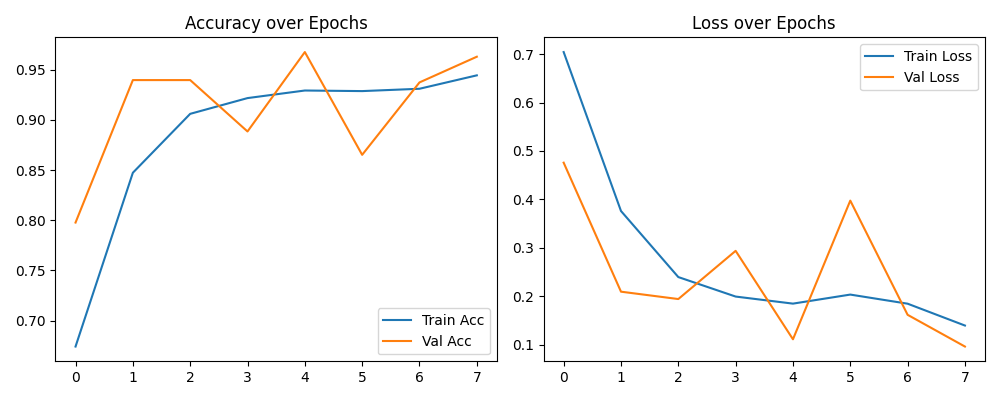 Accuracy over Epochs
0.95
0.90
0.85
0.80
0.75
0.70
Train Acc
Val Acc
0 1 2 3 4 5 6 7
Loss over Epochs
0.7
0.6
0.5
0.4
0.3
0.2
0.1
Train Loss
Val Loss
0 1 2 3 4 5 6 7